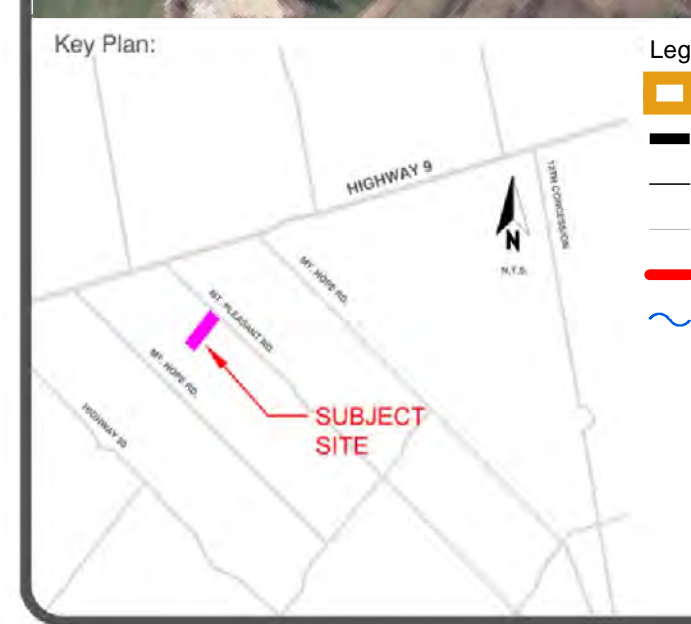 Key Plan:
Leg
HIGHWAY 9
12TH CONCESSION
N
N.T.S.
MT. HOPE RD.
MT. PLEASANT RD.
MT. HOPE RD.
HIGHWAY 50
SUBJECT
SITE